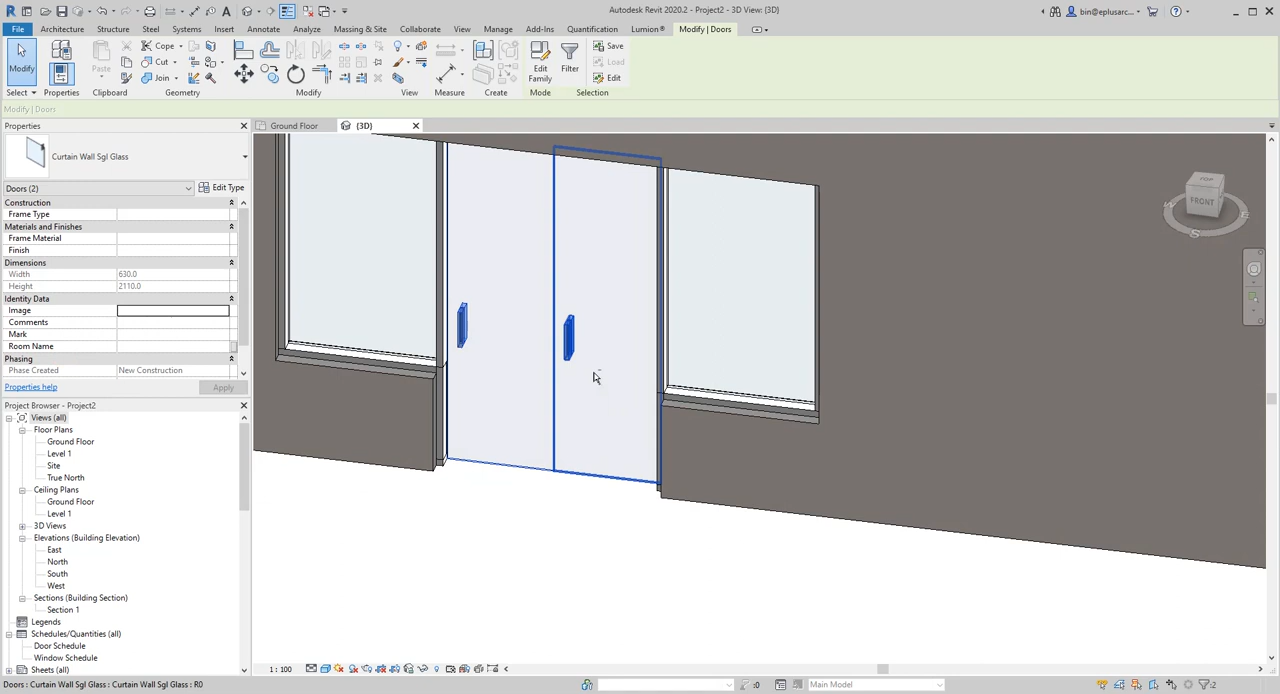 Autodesk Revit 2020.2 - Project2 - 3D View: {3D}
bin@eplusarc...
File Architecture Structure Steel Systems Insert Annotate Analyze Massing & Site Collaborate View Manage Add-Ins Quantification Lumion® Modify | Doors
Modify
Select
Properties
Paste
Clipboard
Cope
Cut
Join
Geometry
Modify
View
Measure
Create
Edit
Family
Mode
Filter
Save
Load
Edit
Selection
Modify | Doors
Properties
Curtain Wall Sgl Glass
Doors (2)
Edit Type
Construction
Frame Type
Materials and Finishes
Frame Material
Finish
Dimensions
Width 630.0
Height 2110.0
Identity Data
Image
Comments
Mark
Room Name
Phasing
Phase Created New Construction
Properties help
Apply
Project Browser - Project2
Views (all)
Floor Plans
Ground Floor
Level 1
Site
True North
Ceiling Plans
Ground Floor
Level 1
3D Views
Elevations (Building Elevation)
East
North
South
West
Sections (Building Section)
Section 1
Legends
Schedules/Quantities (all)
Door Schedule
Window Schedule
Sheets (all)
Ground Floor
{3D}
TOP
FRONT
W
E
S
1 : 100
Doors : Curtain Wall Sgl Glass : Curtain Wall Sgl Glass : R0
:0
Main Model
:2